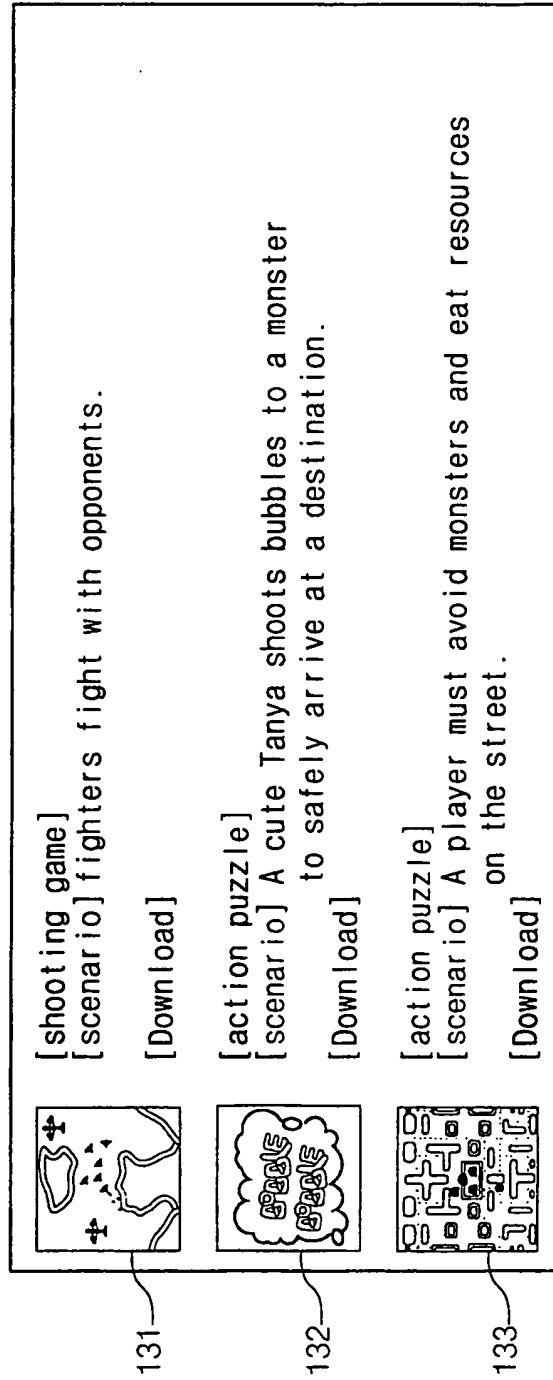 131
[shooting game]
[scenario] fighters fight with opponents.
[Download]
132
BOBBLE
BOBBLE
[action puzzle]
[scenario] A cute Tanya shoots bubbles to a monster
to safely arrive at a destination.
[Download]
133
[action puzzle]
[scenario] A player must avoid monsters and eat resources
on the street.
[Download]